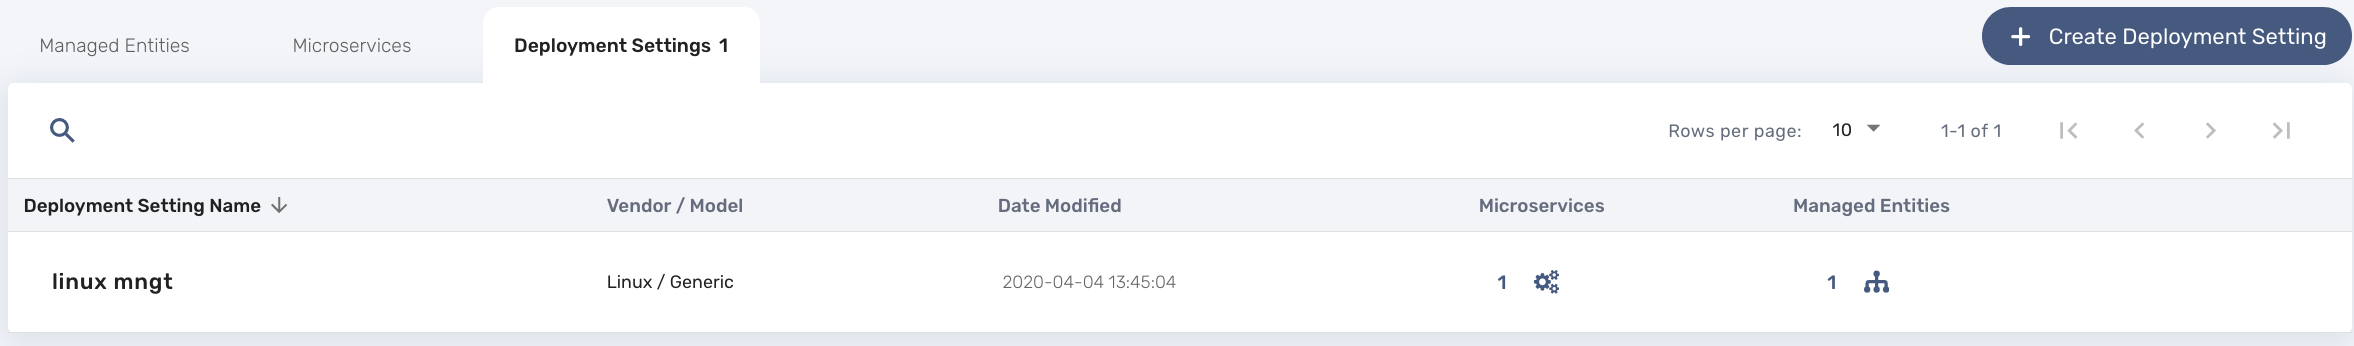 Managed Entities Microservices Deployment Settings 1 + Create Deployment Setting
Rows per page: 10 1-1 of 1
Deployment Setting Name Vendor / Model Date Modified Microservices Managed Entities
linux mngt Linux / Generic 2020-04-04 13:45:04 1 1